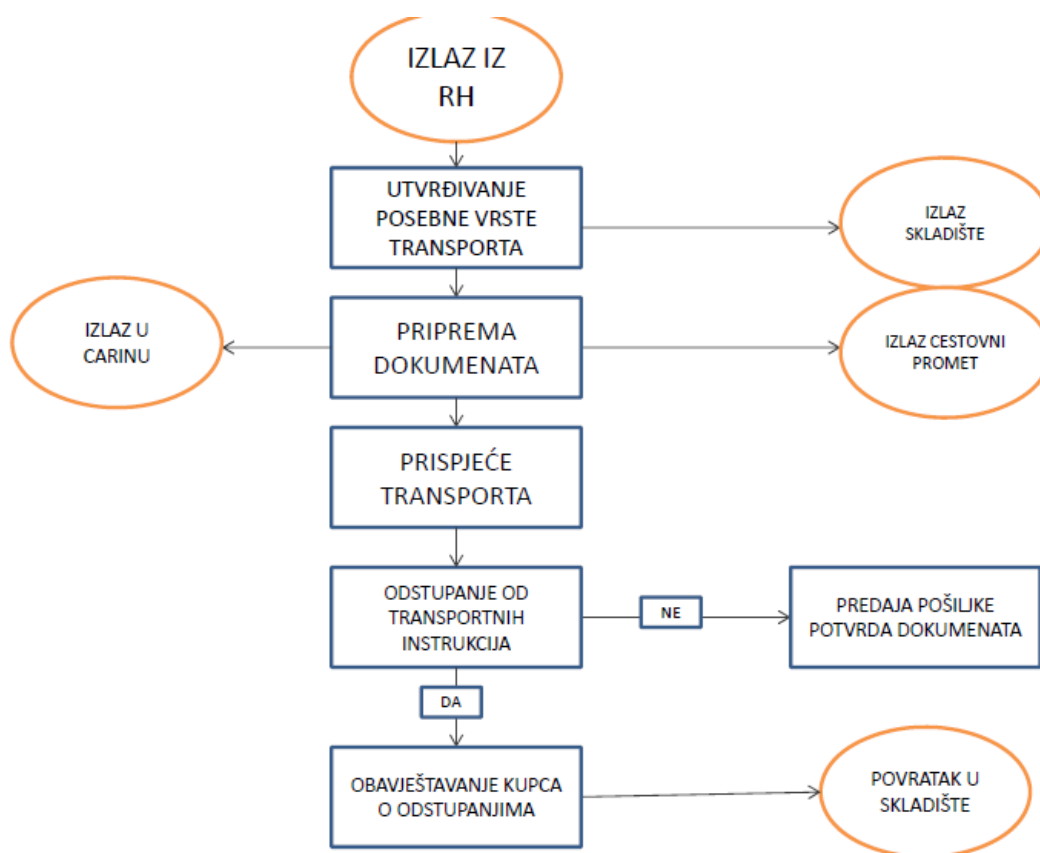 IZLAZ IZ
RH
UTVRĐIVANJE
POSEBNE VRSTE
TRANSPORTA
IZLAZ
SKLADIŠTE
IZLAZ U
CARINU
PRIPREMA
DOKUMENATA
IZLAZ CESTOVNI
PROMET
PRISPJEĆE
TRANSPORTA
ODSTUPANJE OD
TRANSPORTNIH
INSTRUKCIJA
NE
PREDAJA POŠILJKE
POTVRDA DOKUMENATA
DA
OBAVJEŠTAVANJE KUPCA
O ODSTUPANJIMA
POVRATAK U
SKLADIŠTE